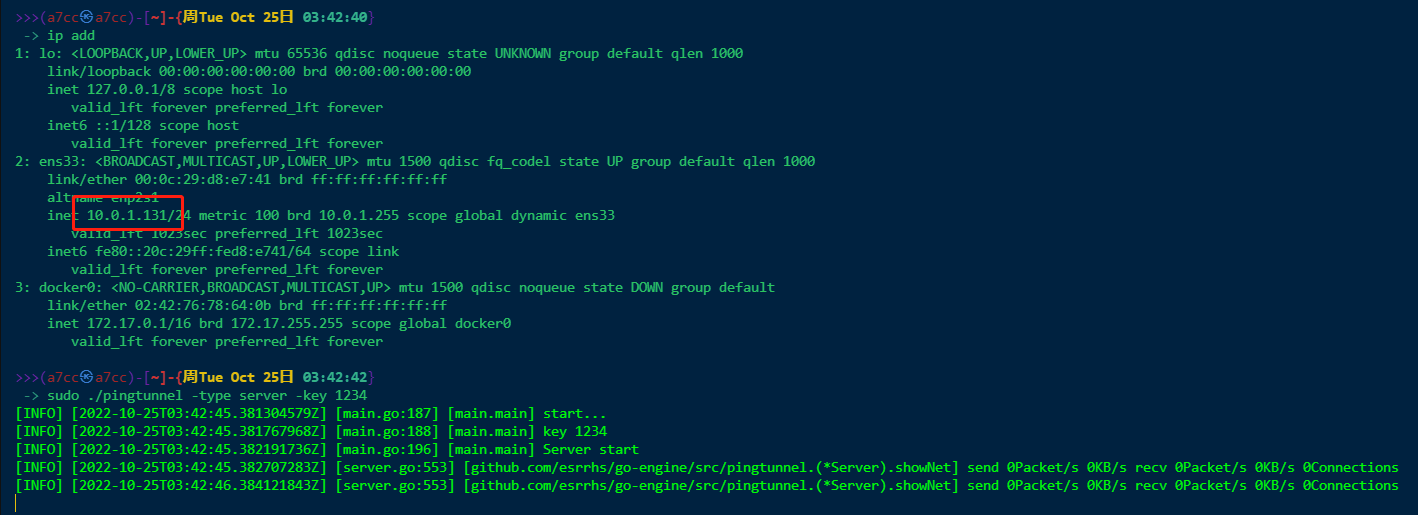 >>>(a7cc㉿a7cc)-[~]-{周Tue Oct 25日 03:42:40}
-> ip add
1: lo: <LOOPBACK,UP,LOWER_UP> mtu 65536 qdisc noqueue state UNKNOWN group default qlen 1000
link/loopback 00:00:00:00:00:00 brd 00:00:00:00:00:00
inet 127.0.0.1/8 scope host lo
valid_lft forever preferred_lft forever
inet6 ::1/128 scope host
valid_lft forever preferred_lft forever
2: ens33: <BROADCAST,MULTICAST,UP,LOWER_UP> mtu 1500 qdisc fq_codel state UP group default qlen 1000
link/ether 00:0c:29:d8:e7:41 brd ff:ff:ff:ff:ff:ff
altname enp2s1
inet 10.0.1.131/24 metric 100 brd 10.0.1.255 scope global dynamic ens33
valid_lft 1023sec preferred_lft 1023sec
inet6 fe80::20c:29ff:fed8:e741/64 scope link
valid_lft forever preferred_lft forever
3: docker0: <NO-CARRIER,BROADCAST,MULTICAST,UP> mtu 1500 qdisc noqueue state DOWN group default
link/ether 02:42:76:78:64:0b brd ff:ff:ff:ff:ff:ff
inet 172.17.0.1/16 brd 172.17.255.255 scope global docker0
valid_lft forever preferred_lft forever
>>>(a7cc㉿a7cc)-[~]-{周Tue Oct 25日 03:42:42}
-> sudo ./pingtunnel -type server -key 1234
[INFO] [2022-10-25T03:42:45.381304579Z] [main.go:187] [main.main] start...
[INFO] [2022-10-25T03:42:45.381767968Z] [main.go:188] [main.main] key 1234
[INFO] [2022-10-25T03:42:45.382191736Z] [main.go:196] [main.main] Server start
[INFO] [2022-10-25T03:42:45.382707283Z] [server.go:553] [github.com/esrrhs/go-engine/src/pingtunnel.(*Server).showNet] send 0Packet/s 0KB/s recv 0Packet/s 0KB/s 0Connections
[INFO] [2022-10-25T03:42:46.384121843Z] [server.go:553] [github.com/esrrhs/go-engine/src/pingtunnel.(*Server).showNet] send 0Packet/s 0KB/s recv 0Packet/s 0KB/s 0Connections